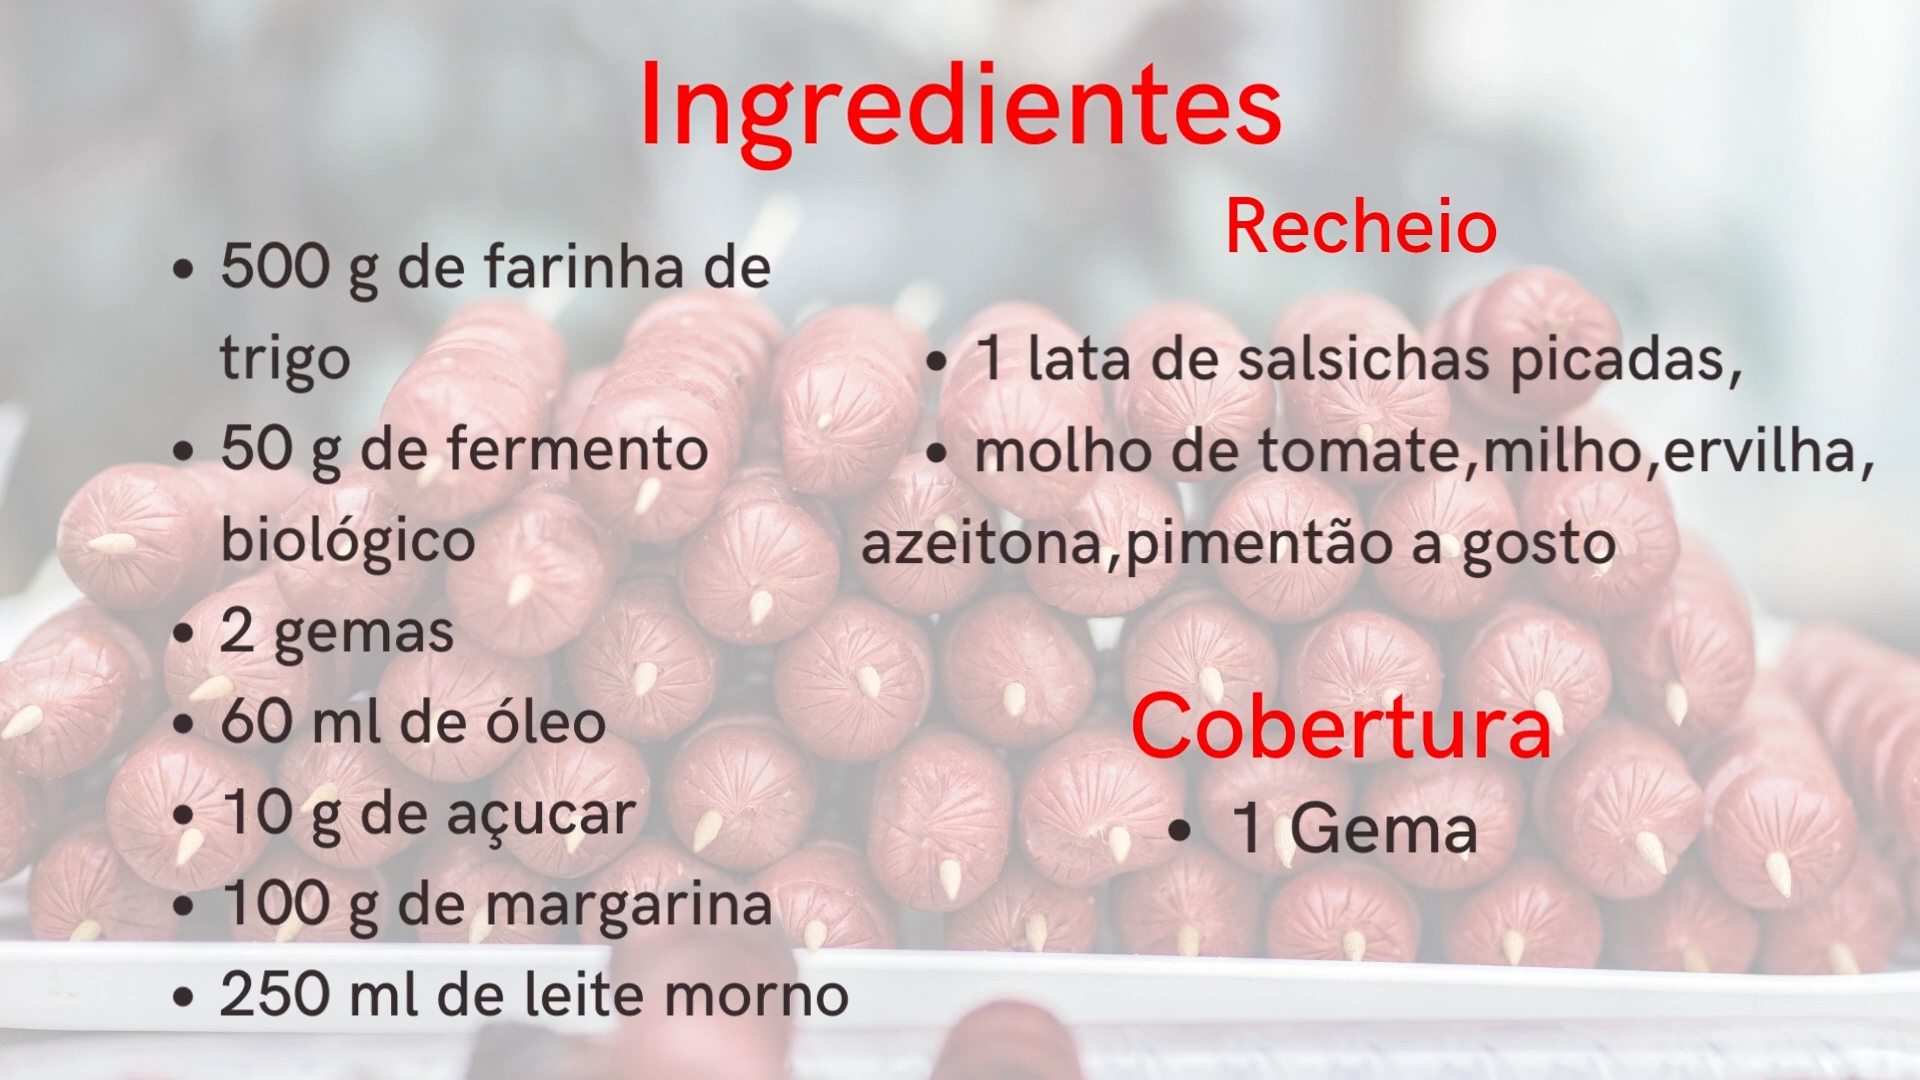 Ingredientes
• 500 g de farinha de
trigo
• 50 g de fermento
biológico
• 2 gemas
• 60 ml de óleo
• 10 g de açucar
• 100 g de margarina
• 250 ml de leite morno
Recheio
• 1 lata de salsichas picadas,
• molho de tomate,milho,ervilha,
azeitona,pimentão a gosto
Cobertura
• 1 Gema